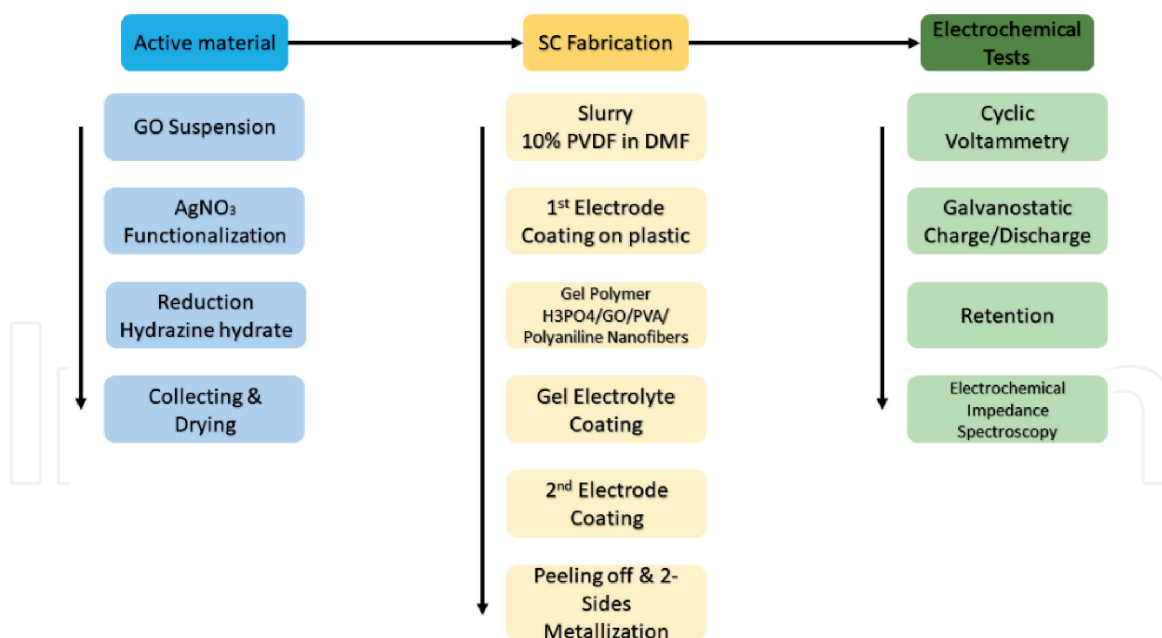 Active material
SC Fabrication
Electrochemical
Tests
GO Suspension
AgNO₃
Functionalization
Reduction
Hydrazine hydrate
Collecting &
Drying
Slurry
10% PVDF in DMF
1st Electrode
Coating on plastic
Gel Polymer
H3PO4/GO/PVA/
Polyaniline Nanofibers
Gel Electrolyte
Coating
2nd Electrode
Coating
Peeling off & 2-
Sides
Metallization
Cyclic
Voltammetry
Galvanostatic
Charge/Discharge
Retention
Electrochemical
Impedance
Spectroscopy